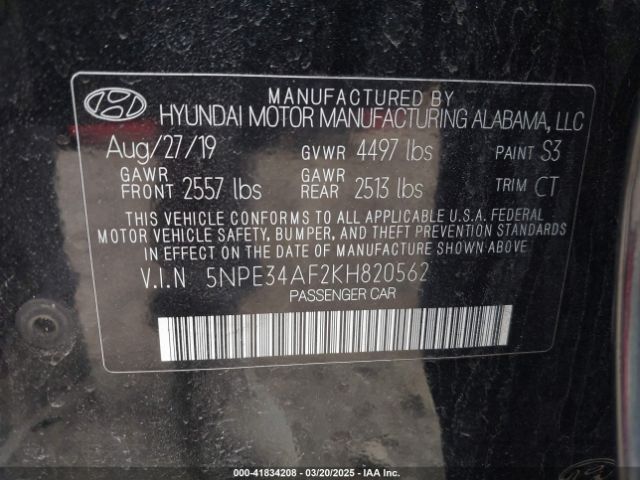 MANUFACTURED BY
HYUNDAI MOTOR MANUFACTURING ALABAMA, LLC
Aug/27/19 GVWR 4497 lbs PAINT S3
GAWR FRONT 2557 lbs GAWR REAR 2513 lbs TRIM CT
THIS VEHICLE CONFORMS TO ALL APPLICABLE U.S.A. FEDERAL
MOTOR VEHICLE SAFETY, BUMPER, AND THEFT PREVENTION STANDARDS
IN EFFECT ON THE DATE OF MANUFACTURE SHOWN ABOVE.
V.I.N 5NPE34AF2KH820562
PASSENGER CAR
000-41834208 - 03/20/2025 - IAA Inc.